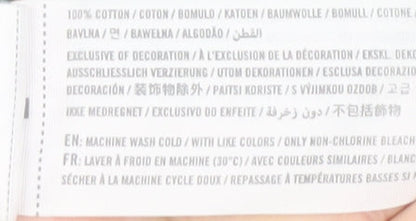 100% COTTON / COTON / BOMULD / KATOEN / BAUMWOLLE / BOMULL / COTONE
BAVLNA / 면 / BAWEŁNA / ALGODÃO / القطن
EXCLUSIVE OF DECORATION / À L'EXCLUSION DE LA DÉCORATION / EKSKL.
AUSSCHLIESSLICH VERZIERUNG / UTOM DEKORATIONEN / ESCLUSA
DECORACIÓN / 装饰物除外 / PAITSI KORISTE / S VÝJIMKOU OZDOB /
IKKE MEDREGNET / EXCLUSIVO DO ENFEITE / دون زخرفة / 不包括飾物
EN: MACHINE WASH COLD / WITH LIKE COLORS / ONLY NON-CHLORINE BLEACH
FR: LAVER À FROID EN MACHINE (30°C) / AVEC COULEURS SIMILAIRES /
SÉCHER À LA MACHINE CYCLE DOUX / REPASSAGE À TEMPÉRATURES BASSES SI